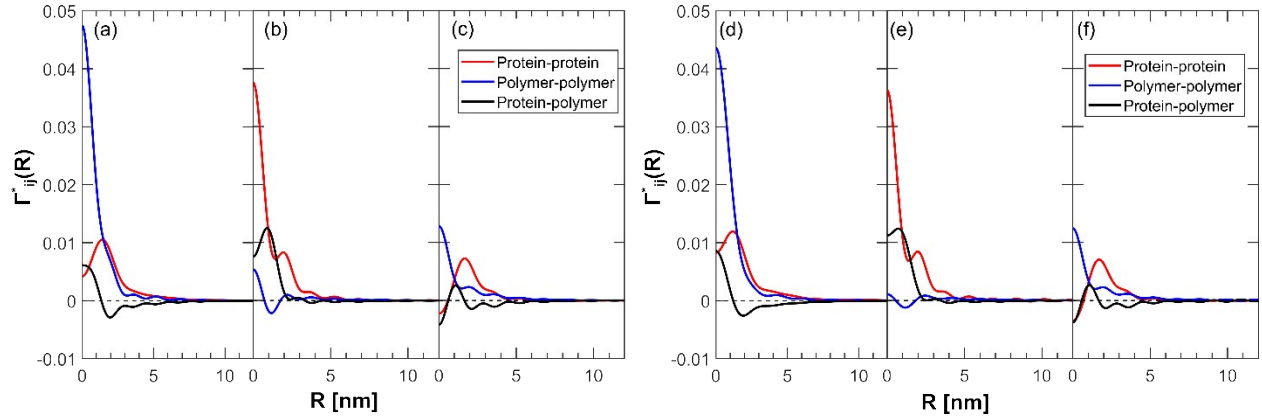 (a)
(b)
(c)
Protein-protein
Polymer-polymer
Protein-polymer
0.05
0.04
0.03
0.02
0.01
0
-0.01
Γ*ij(R)
0 5 10
0 5 10
0 5 10
R [nm]
(d)
(e)
(f)
Protein-protein
Polymer-polymer
Protein-polymer
0.05
0.04
0.03
0.02
0.01
0
-0.01
Γ*ij(R)
0 5 10
0 5 10
0 5 10
R [nm]